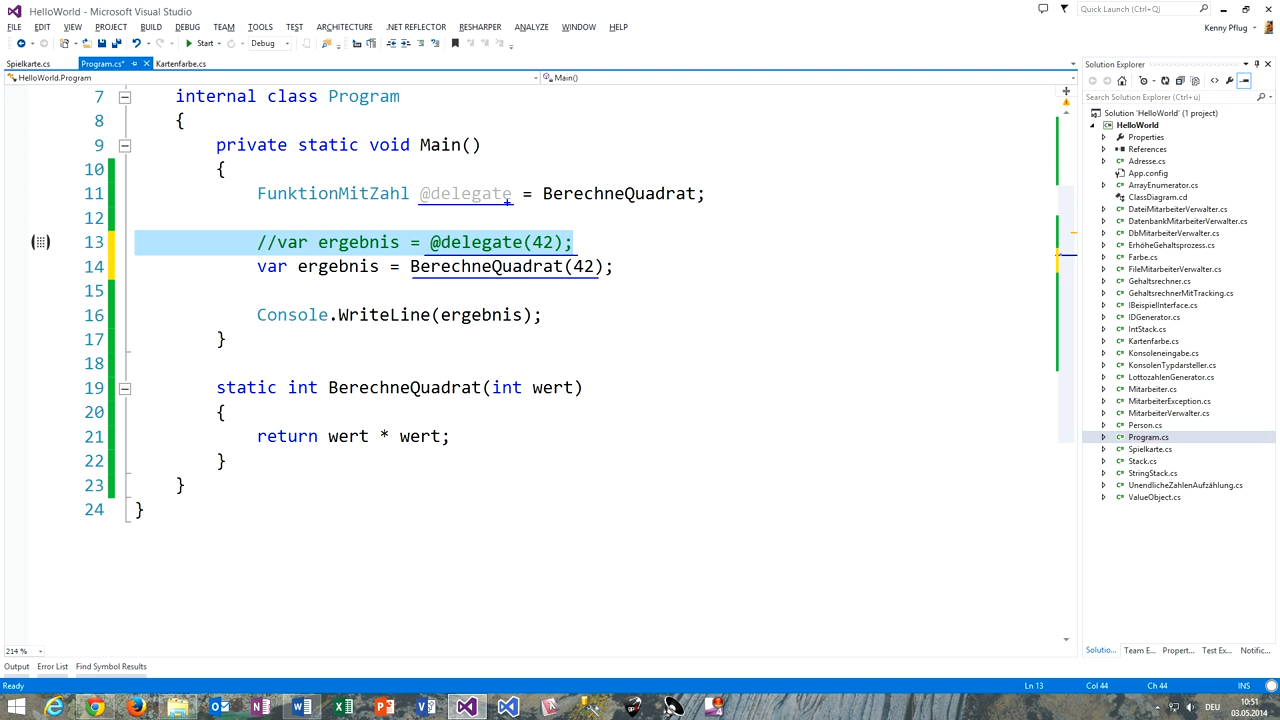 HelloWorld - Microsoft Visual Studio
Quick Launch (Ctrl+Q)
FILE EDIT VIEW PROJECT BUILD DEBUG TEAM TOOLS TEST ARCHITECTURE .NET REFLECTOR RESHARPER ANALYZE WINDOW HELP
Kenny Pflug
Start Debug
Spielkarte.cs Program.cs* Kartenfarbe.cs
HelloWorld.Program Main()
7 internal class Program
8 {
9 private static void Main()
10 {
11 FunktionMitZahl @delegate = BerechneQuadrat;
12
13 //var ergebnis = @delegate(42);
14 var ergebnis = BerechneQuadrat(42);
15
16 Console.WriteLine(ergebnis);
17 }
18
19 static int BerechneQuadrat(int wert)
20 {
21 return wert * wert;
22 }
23 }
24 }
214 %
Solution Explorer
Search Solution Explorer (Ctrl+ü)
Solution 'HelloWorld' (1 project)
HelloWorld
Properties
References
Adresse.cs
App.config
ArrayEnumerator.cs
ClassDiagram.cd
DateiMitarbeiterVerwalter.cs
DatenbankMitarbeiterVerwalter.cs
DbMitarbeiterVerwalter.cs
ErhöheGehaltsprozess.cs
Farbe.cs
FileMitarbeiterVerwalter.cs
Gehaltsrechner.cs
GehaltsrechnerMitTracking.cs
IBeispielInterface.cs
IDGenerator.cs
IntStack.cs
Kartenfarbe.cs
Konsoleneingabe.cs
KonsolenTypdarsteller.cs
LottozahlenGenerator.cs
Mitarbeiter.cs
MitarbeiterException.cs
MitarbeiterVerwalter.cs
Person.cs
Program.cs
Spielkarte.cs
Stack.cs
StringStack.cs
UnendlicheZahlenAufzählung.cs
ValueObject.cs
Solutio... Team E... Propert... Test Ex... Notific...
Output Error List Find Symbol Results
Ready Ln 13 Col 44 Ch 44 INS
DEU 10:51
03.05.2014